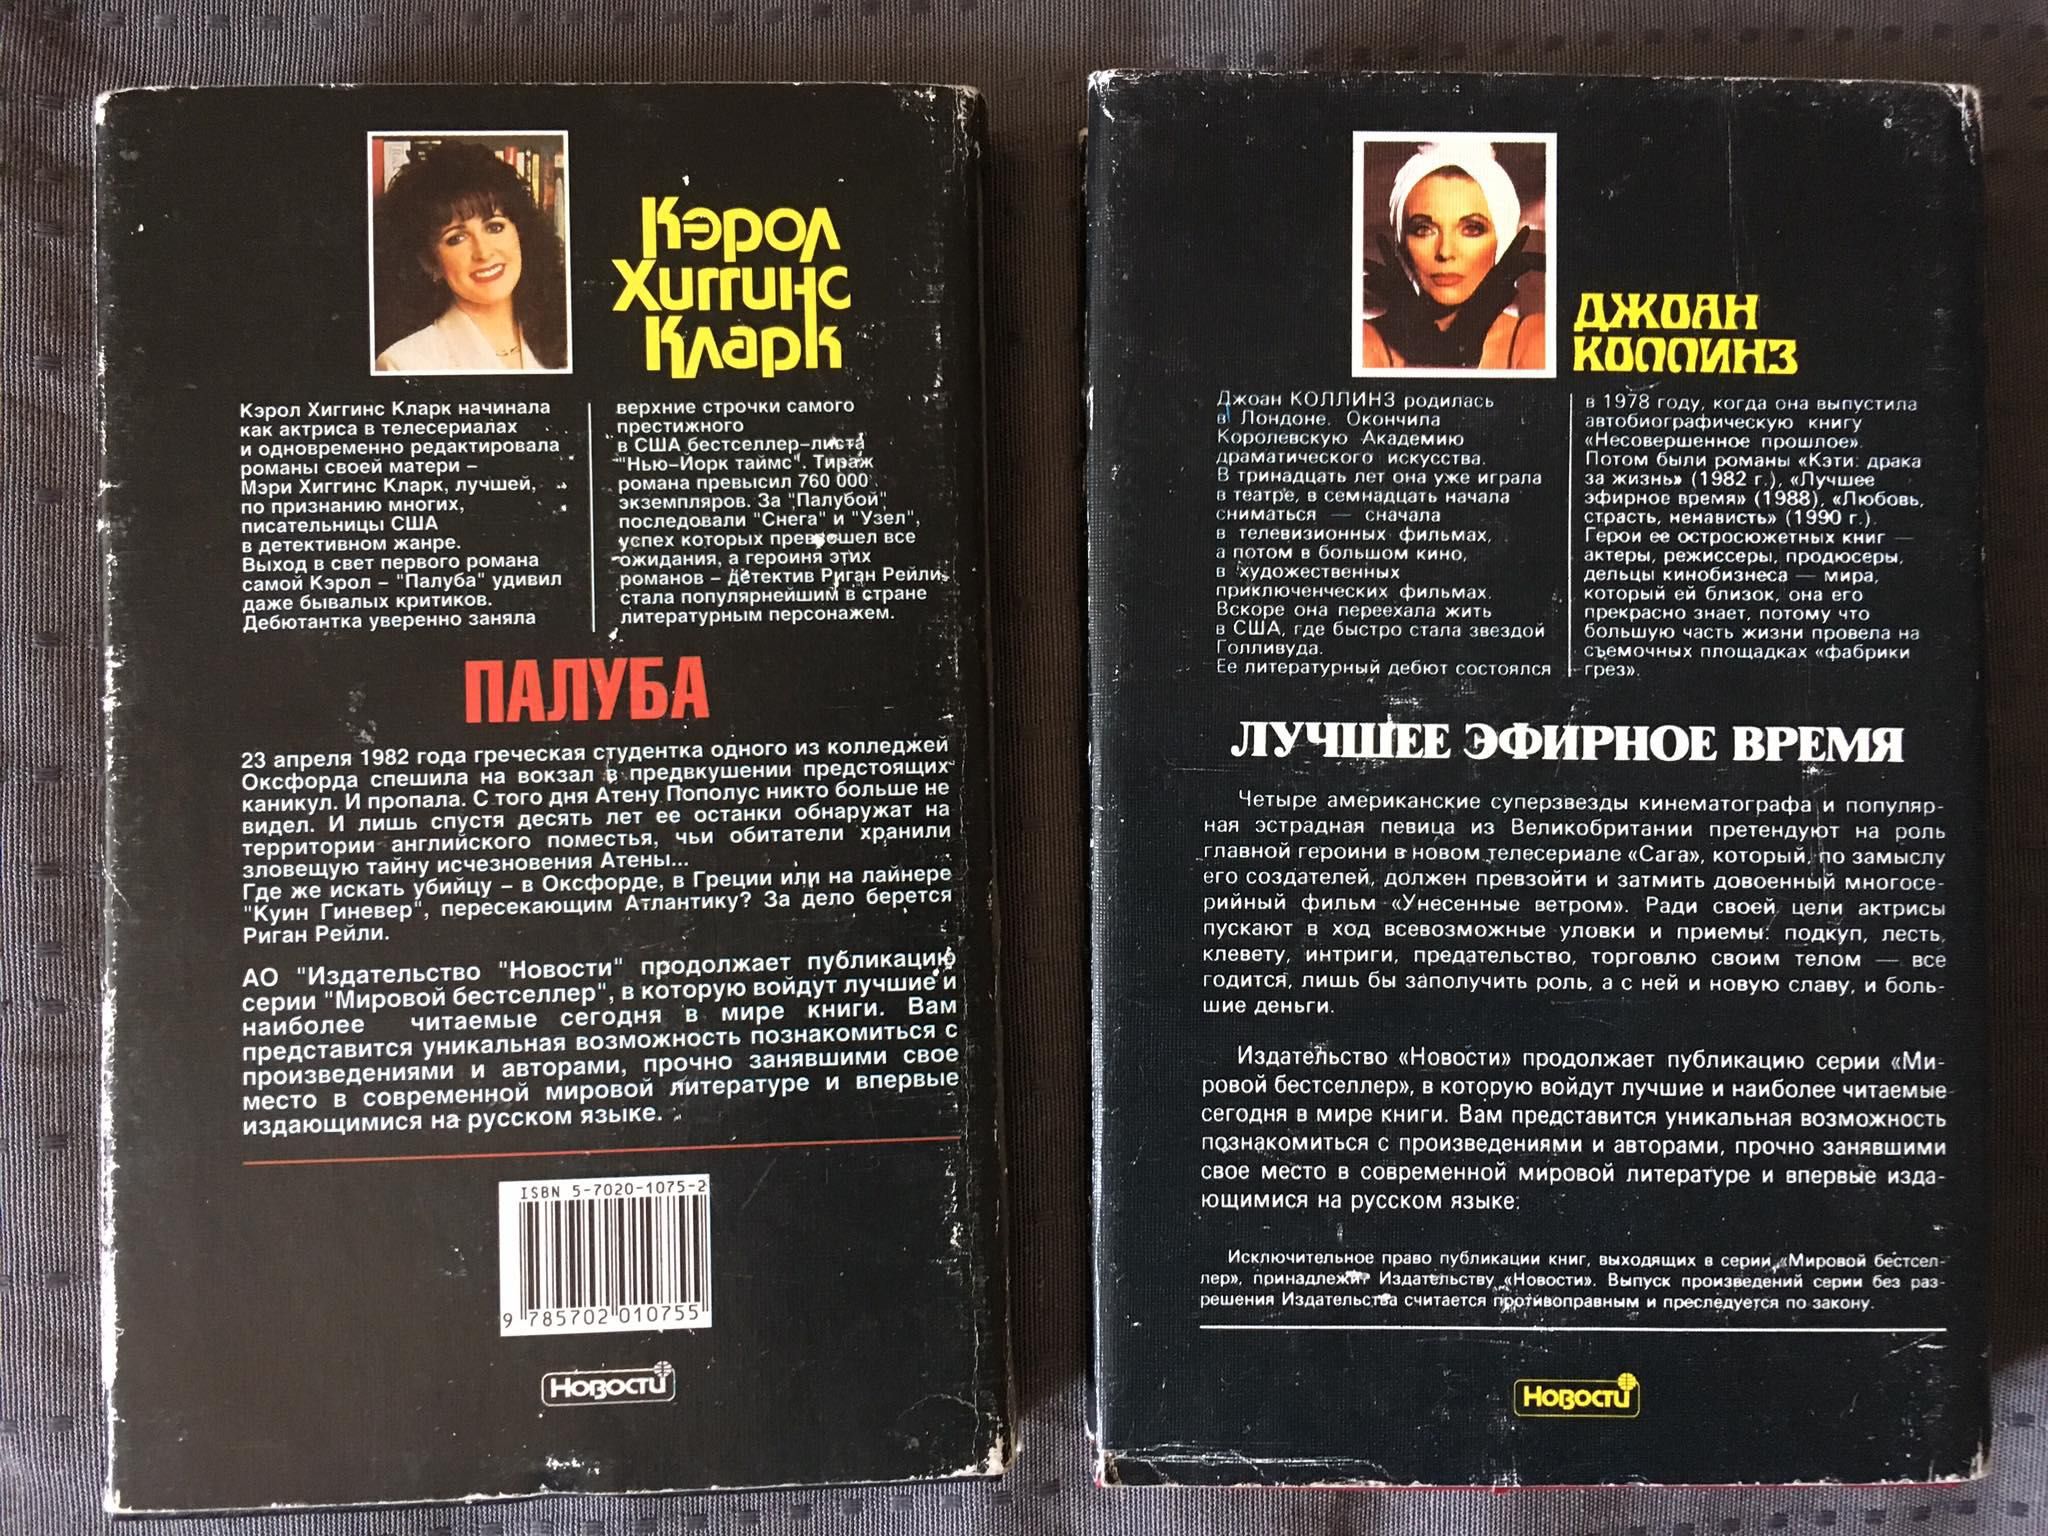 Кэрол
Хиггинс
Кларк
Кэрол Хиггинс Кларк начинала
как актриса в телесериалах
и одновременно редактировала
романы своей матери –
Мэри Хиггинс Кларк, лучшей,
по признанию многих,
писательницы США
в детективном жанре.
Выход в свет первого романа
самой Кэрол – "Палуба" удивил
даже бывалых критиков.
Дебютантка уверенно заняла
верхние строчки самого
престижного
в США бестселлер-листа
"Нью-Йорк таймс". Тираж
романа превысил 760 000
экземпляров. За "Палубой"
последовали "Снега" и "Узел",
успех которых превзошел все
ожидания, а героиня этих
романов – детектив Риган Рейли
стала популярнейшим в стране
литературным персонажем.
ПАЛУБА
23 апреля 1982 года греческая студентка одного из колледжей
Оксфорда спешила на вокзал в предвкушении предстоящих
каникул. И пропала. С того дня Атену Пополус никто больше не
видел. И лишь спустя десять лет ее останки обнаружат на
территории английского поместья, чьи обитатели хранили
зловещую тайну исчезновения Атены...
Где же искать убийцу – в Оксфорде, в Греции или на лайнере
"Куин Гиневер", пересекающим Атлантику? За дело берется
Риган Рейли.
АО "Издательство "Новости" продолжает публикацию
серии "Мировой бестселлер", в которую войдут лучшие и
наиболее читаемые сегодня в мире книги. Вам
представится уникальная возможность познакомиться с
произведениями и авторами, прочно занявшими свое
место в современной мировой литературе и впервые
издающимися на русском языке.
ISBN 5-7020-1075-2
9 785702 010755
Новости
ДЖОАН
КОЛЛИНЗ
Джоан КОЛЛИНЗ родилась
в Лондоне. Окончила
Королевскую Академию
драматического искусства.
В тринадцать лет она уже играла
в театре, в семнадцать начала
сниматься — сначала
в телевизионных фильмах,
а потом в большом кино,
в художественных
приключенческих фильмах.
Вскоре она переехала жить
в США, где быстро стала звездой
Голливуда.
Ее литературный дебют состоялся
в 1978 году, когда она выпустила
автобиографическую книгу
«Несовершенное прошлое».
Потом были романы «Кэти: драка
за жизнь» (1982 г.), «Лучшее
эфирное время» (1988), «Любовь,
страсть, ненависть» (1990 г.).
Герои ее остросюжетных книг —
актеры, режиссеры, продюсеры,
дельцы кинобизнеса — мира,
который ей близок, она его
прекрасно знает, потому что
большую часть жизни провела на
съемочных площадках «фабрики
грез».
ЛУЧШЕЕ ЭФИРНОЕ ВРЕМЯ
Четыре американские суперзвезды кинематографа и популяр-
ная эстрадная певица из Великобритании претендуют на роль
главной героини в новом телесериале «Сага», который, по замыслу
его создателей, должен превзойти и затмить довоенный многосе-
рийный фильм «Унесенные ветром». Ради своей цели актрисы
пускают в ход всевозможные уловки и приемы: подкуп, лесть,
клевету, интриги, предательство, торговлю своим телом — все
годится, лишь бы заполучить роль, а с ней и новую славу, и боль-
шие деньги.
Издательство «Новости» продолжает публикацию серии «Ми-
ровой бестселлер», в которую войдут лучшие и наиболее читаемые
сегодня в мире книги. Вам представится уникальная возможность
познакомиться с произведениями и авторами, прочно занявшими
свое место в современной мировой литературе и впервые изда-
ющимися на русском языке.
Исключительное право публикации книг, выходящих в серии «Мировой бестсел-
лер», принадлежит Издательству «Новости». Выпуск произведений серии без раз-
решения Издательства считается противоправным и преследуется по закону.
Новости